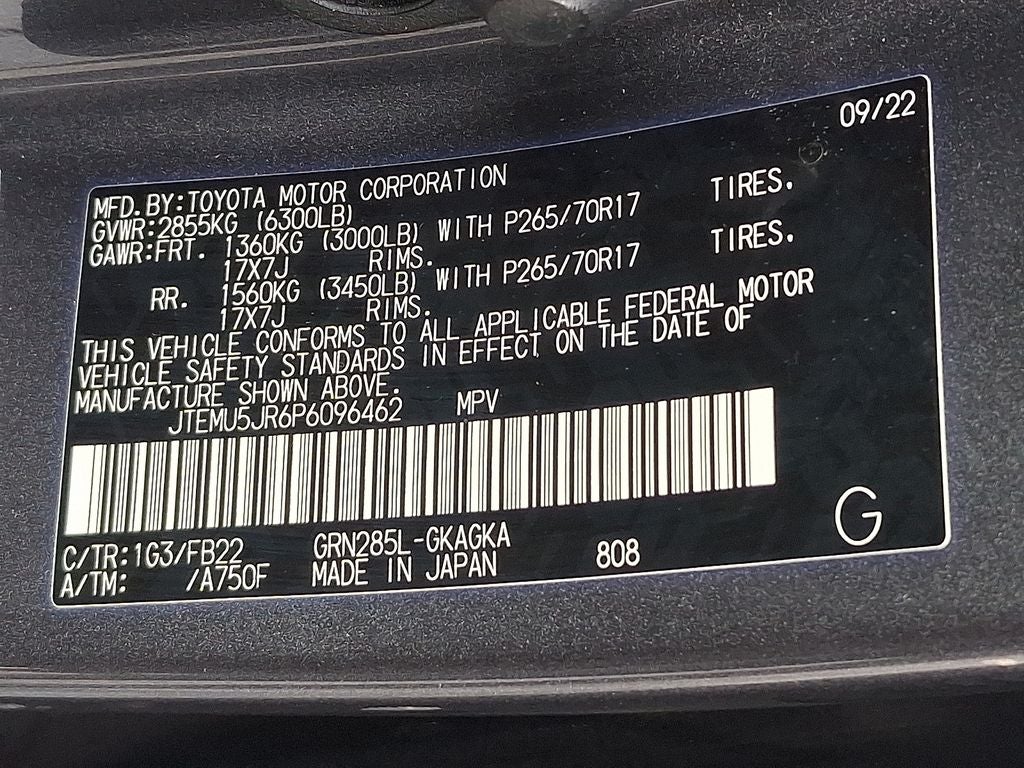 09/22
MFD.BY:TOYOTA MOTOR CORPORATION
GVWR:2855KG (6300LB)
GAWR:FRT. 1360KG (3000LB) WITH P265/70R17 TIRES.
17X7J RIMS.
RR. 1560KG (3450LB) WITH P265/70R17 TIRES.
17X7J RIMS.
THIS VEHICLE CONFORMS TO ALL APPLICABLE FEDERAL MOTOR
VEHICLE SAFETY STANDARDS IN EFFECT ON THE DATE OF
MANUFACTURE SHOWN ABOVE.
JTEMU5JR6P6096462 MPV
C/TR:1G3/FB22 GRN285L-GKAGKA 808 G
A/TM: /A750F MADE IN JAPAN